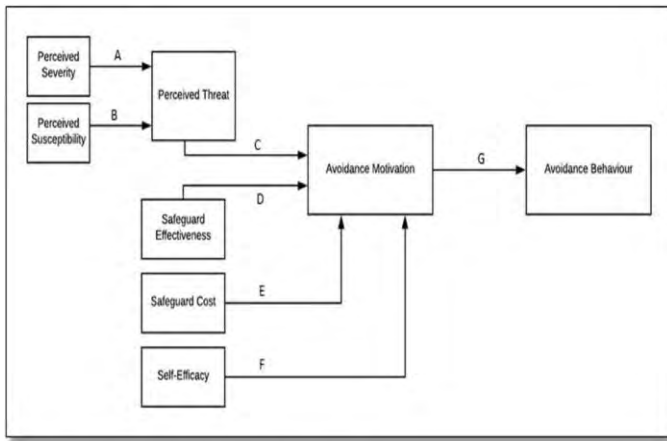 Perceived
Severity
A
Perceived Threat
Perceived
Susceptibility
B
C
Avoidance Motivation
G
Avoidance Behaviour
D
Safeguard
Effectiveness
Safeguard Cost
E
Self-Efficacy
F